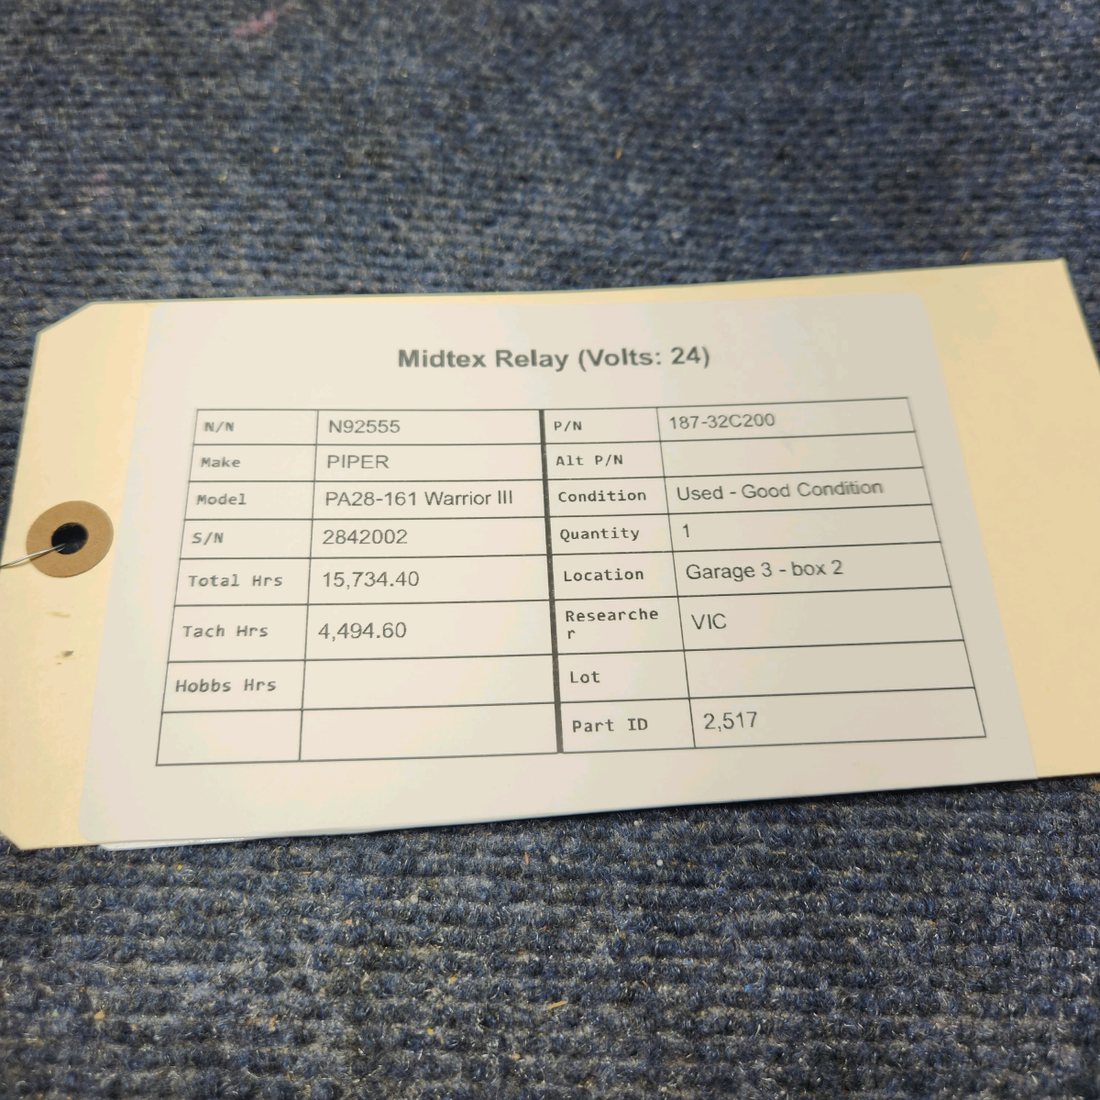 Midtex Relay (Volts: 24)
N/N N92555 P/N 187-32C200
Make PIPER Alt P/N
Model PA28-161 Warrior III Condition Used - Good Condition
S/N 2842002 Quantity 1
Total Hrs 15,734.40 Location Garage 3 - box 2
Tach Hrs 4,494.60 Researche
r VIC
Hobbs Hrs Lot
Part ID 2,517